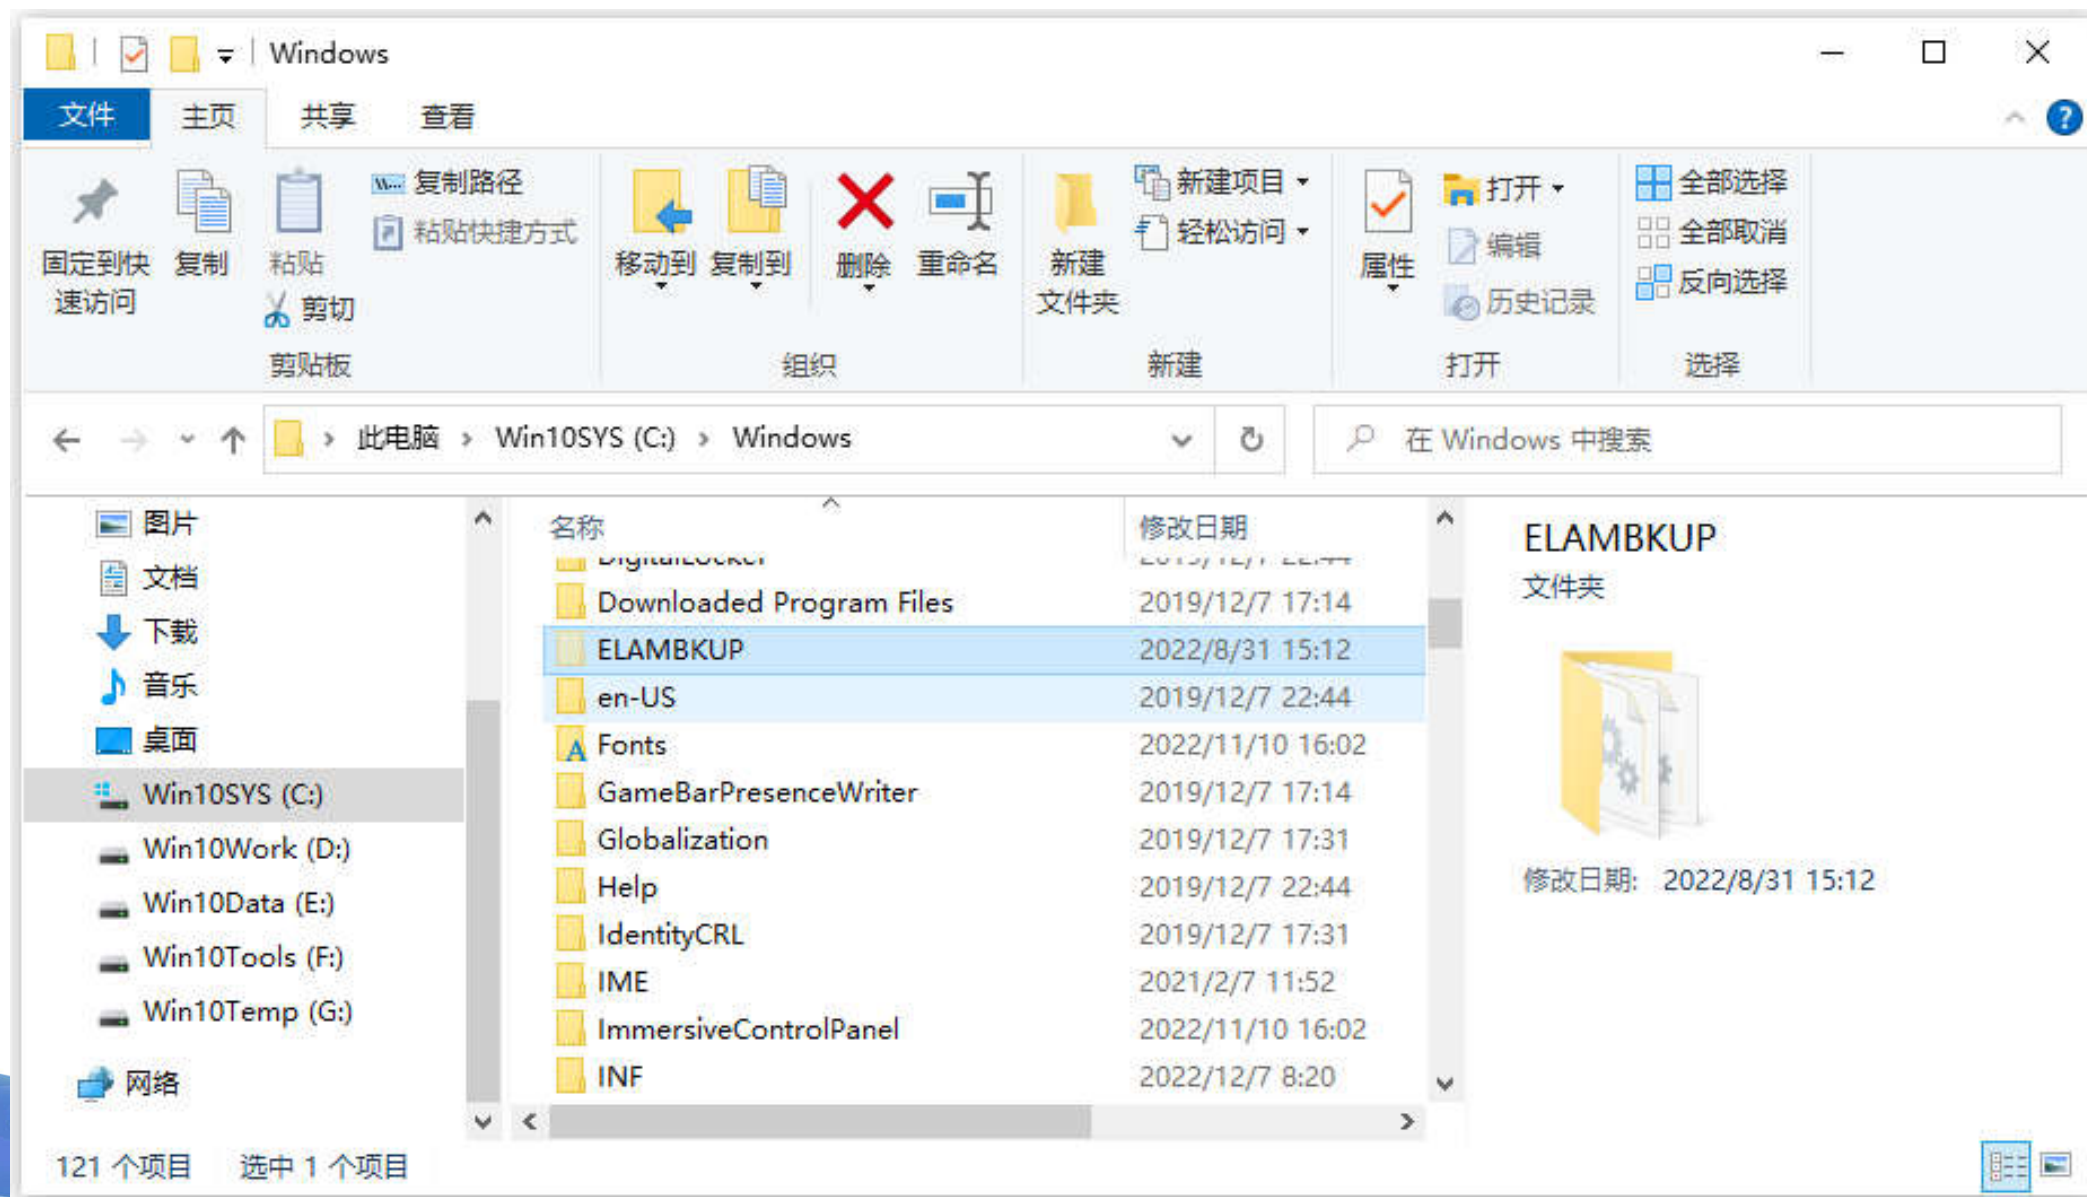 Windows
文件 主页 共享 查看
固定到快速访问
复制
粘贴
复制路径
粘贴快捷方式
剪切
剪贴板
移动到
复制到
删除
重命名
组织
新建文件夹
新建项目
轻松访问
新建
属性
打开
编辑
历史记录
打开
全部选择
全部取消
反向选择
选择
此电脑 > Win10SYS (C:) > Windows
在 Windows 中搜索
图片
文档
下载
音乐
桌面
Win10SYS (C:)
Win10Work (D:)
Win10Data (E:)
Win10Tools (F:)
Win10Temp (G:)
网络
名称 修改日期
DigitalLocker 2019/12/7 22:44
Downloaded Program Files 2019/12/7 17:14
ELAMBKUP 2022/8/31 15:12
en-US 2019/12/7 22:44
Fonts 2022/11/10 16:02
GameBarPresenceWriter 2019/12/7 17:14
Globalization 2019/12/7 17:31
Help 2019/12/7 22:44
IdentityCRL 2019/12/7 17:31
IME 2021/2/7 11:52
ImmersiveControlPanel 2022/11/10 16:02
INF 2022/12/7 8:20
ELAMBKUP
文件夹
修改日期: 2022/8/31 15:12
121 个项目 选中 1 个项目